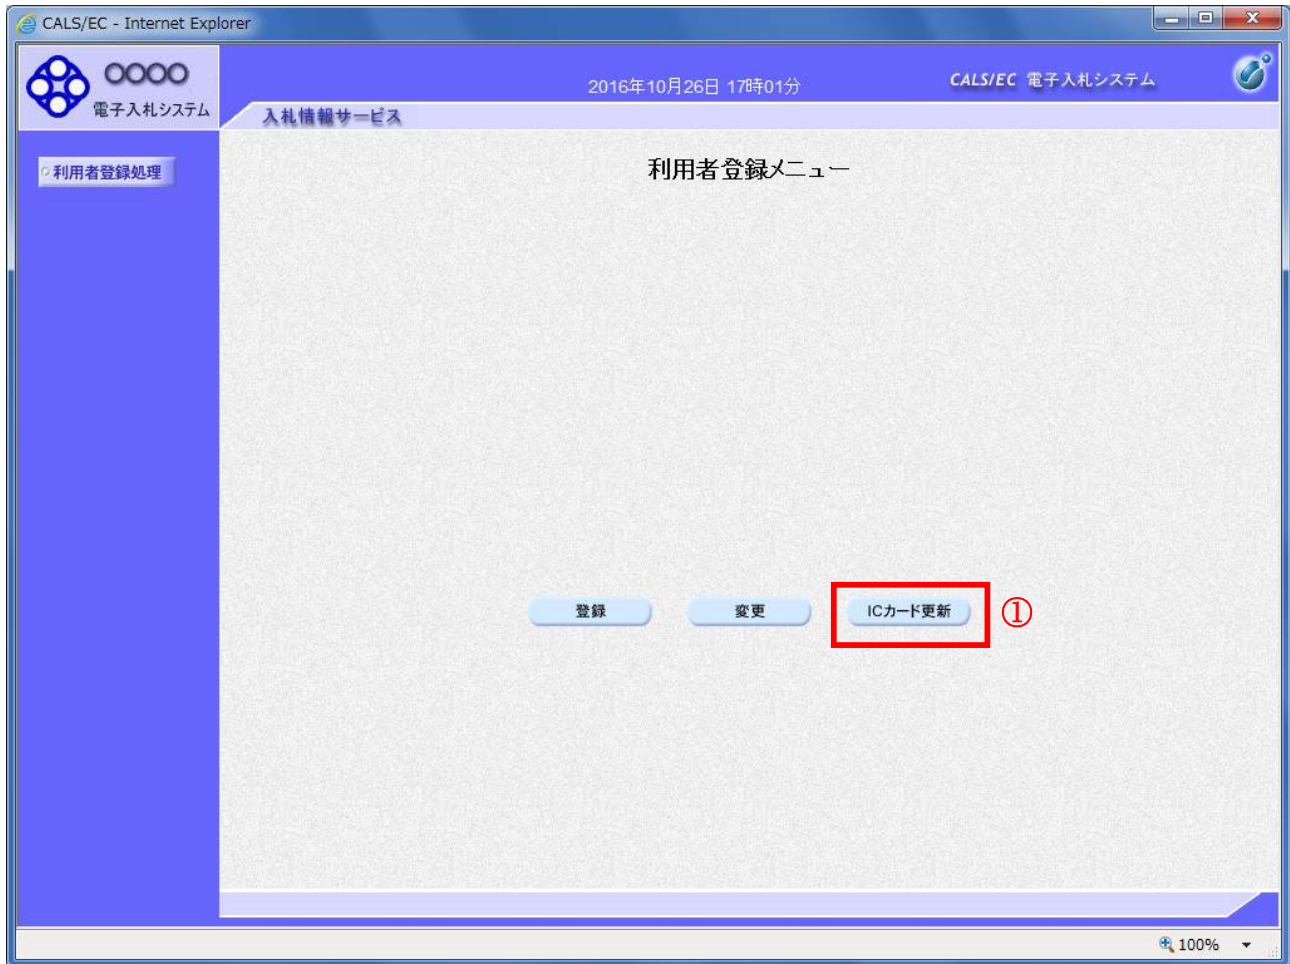 CALS/EC - Internet Explorer
〇〇〇〇
電子入札システム
2016年10月26日 17時01分
CALS/EC 電子入札システム
入札情報サービス
利用者登録処理
利用者登録メニュー
登録
変更
ICカード更新
①
100%